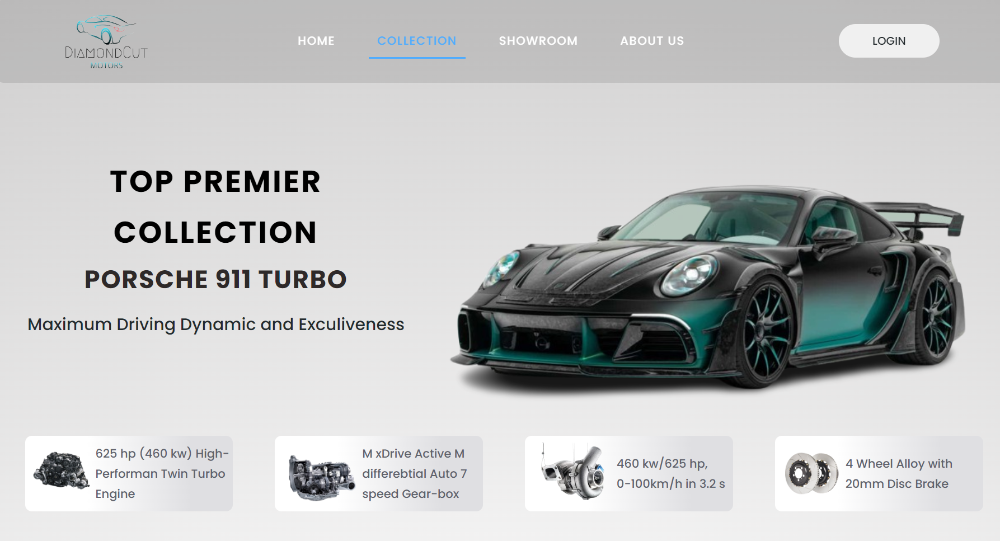 DIAMONDCUT
MOTORS
HOME
COLLECTION
SHOWROOM
ABOUT US
LOGIN
TOP PREMIER
COLLECTION
PORSCHE 911 TURBO
Maximum Driving Dynamic and Exculiveness
625 hp (460 kw) High-
Performan Twin Turbo
Engine
M xDrive Active M
differebtial Auto 7
speed Gear-box
460 kw/625 hp,
0-100km/h in 3.2 s
4 Wheel Alloy with
20mm Disc Brake